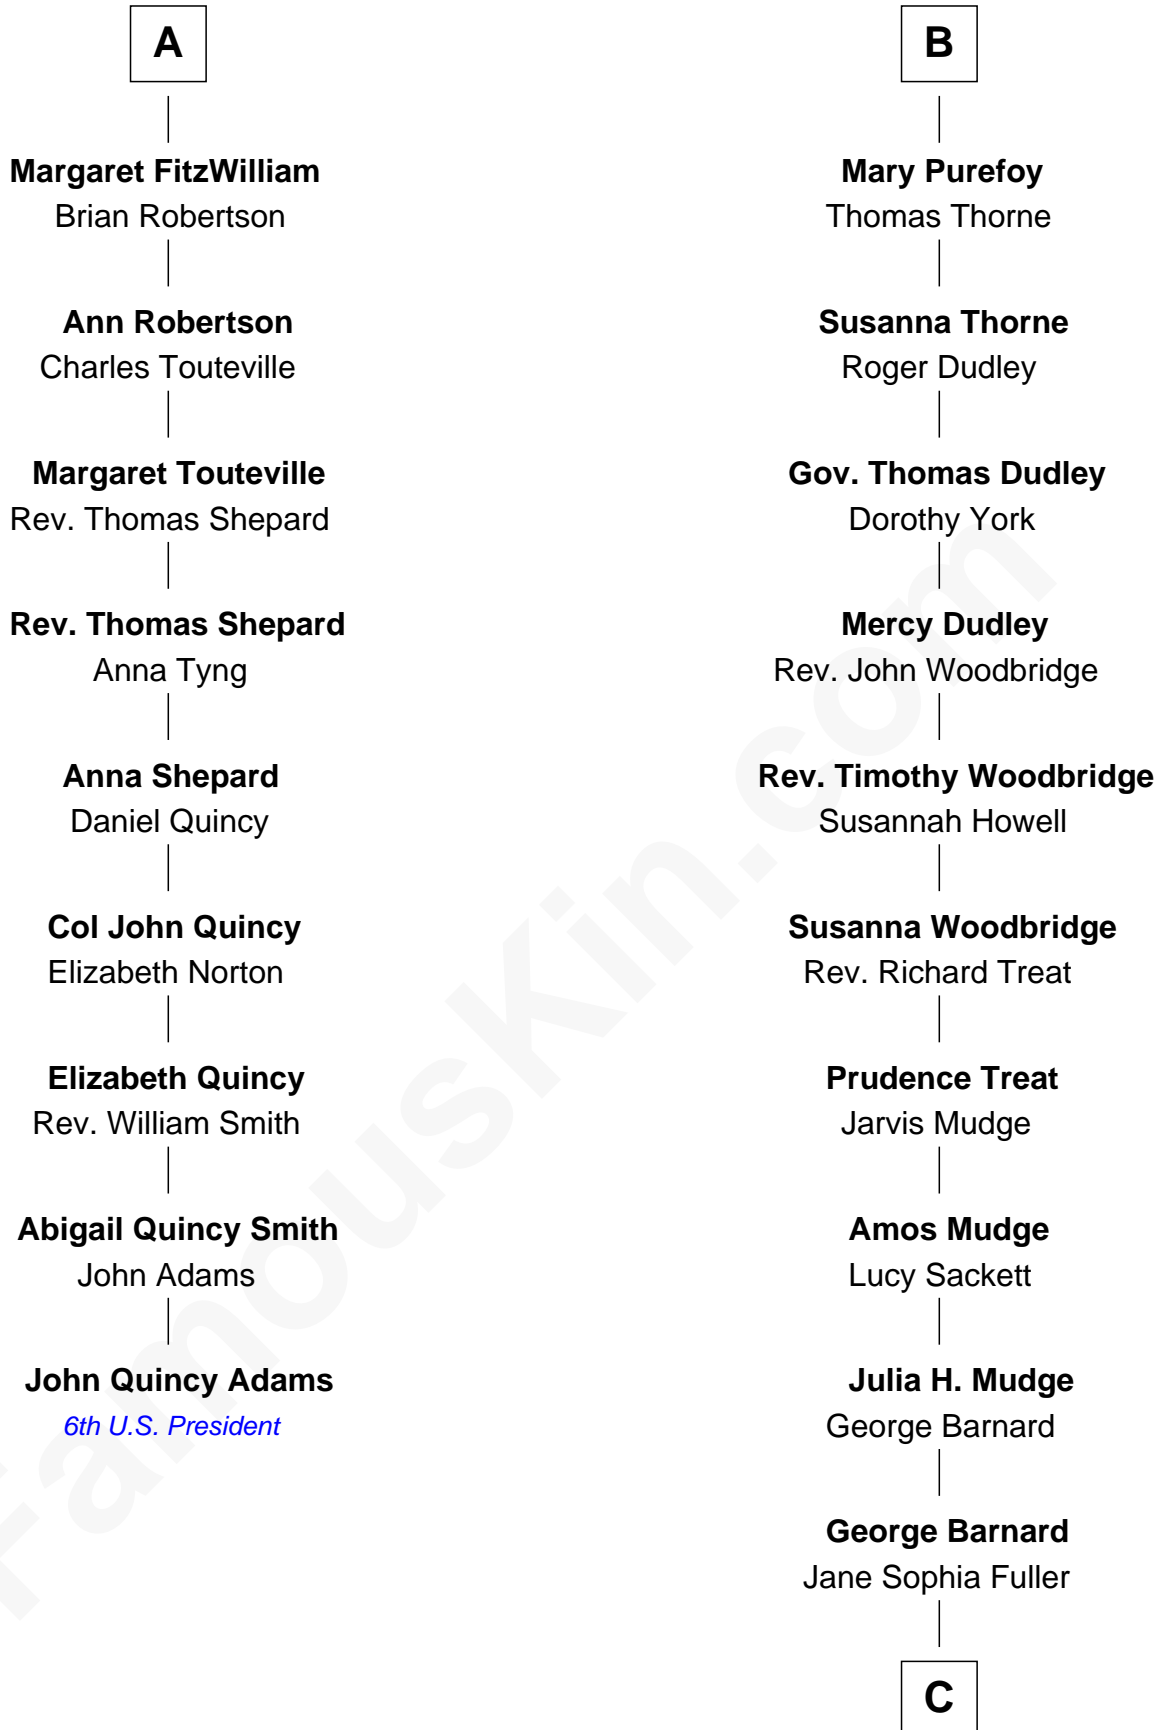 A
Margaret FitzWilliam
Brian Robertson
Ann Robertson
Charles Touteville
Margaret Touteville
Rev. Thomas Shepard
Rev. Thomas Shepard
Anna Tyng
Anna Shepard
Daniel Quincy
Col John Quincy
Elizabeth Norton
Elizabeth Quincy
Rev. William Smith
Abigail Quincy Smith
John Adams
John Quincy Adams
6th U.S. President
B
Mary Purefoy
Thomas Thorne
Susanna Thorne
Roger Dudley
Gov. Thomas Dudley
Dorothy York
Mercy Dudley
Rev. John Woodbridge
Rev. Timothy Woodbridge
Susannah Howell
Susanna Woodbridge
Rev. Richard Treat
Prudence Treat
Jarvis Mudge
Amos Mudge
Lucy Sackett
Julia H. Mudge
George Barnard
George Barnard
Jane Sophia Fuller
C
FamousKin.com